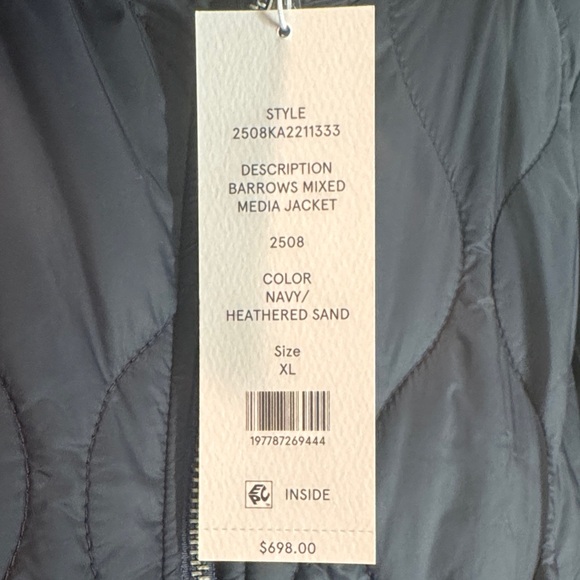 STYLE
2508KA2211333
DESCRIPTION
BARROWS MIXED
MEDIA JACKET
2508
COLOR
NAVY/
HEATHERED SAND
Size
XL
197787269444
INSIDE
$698.00